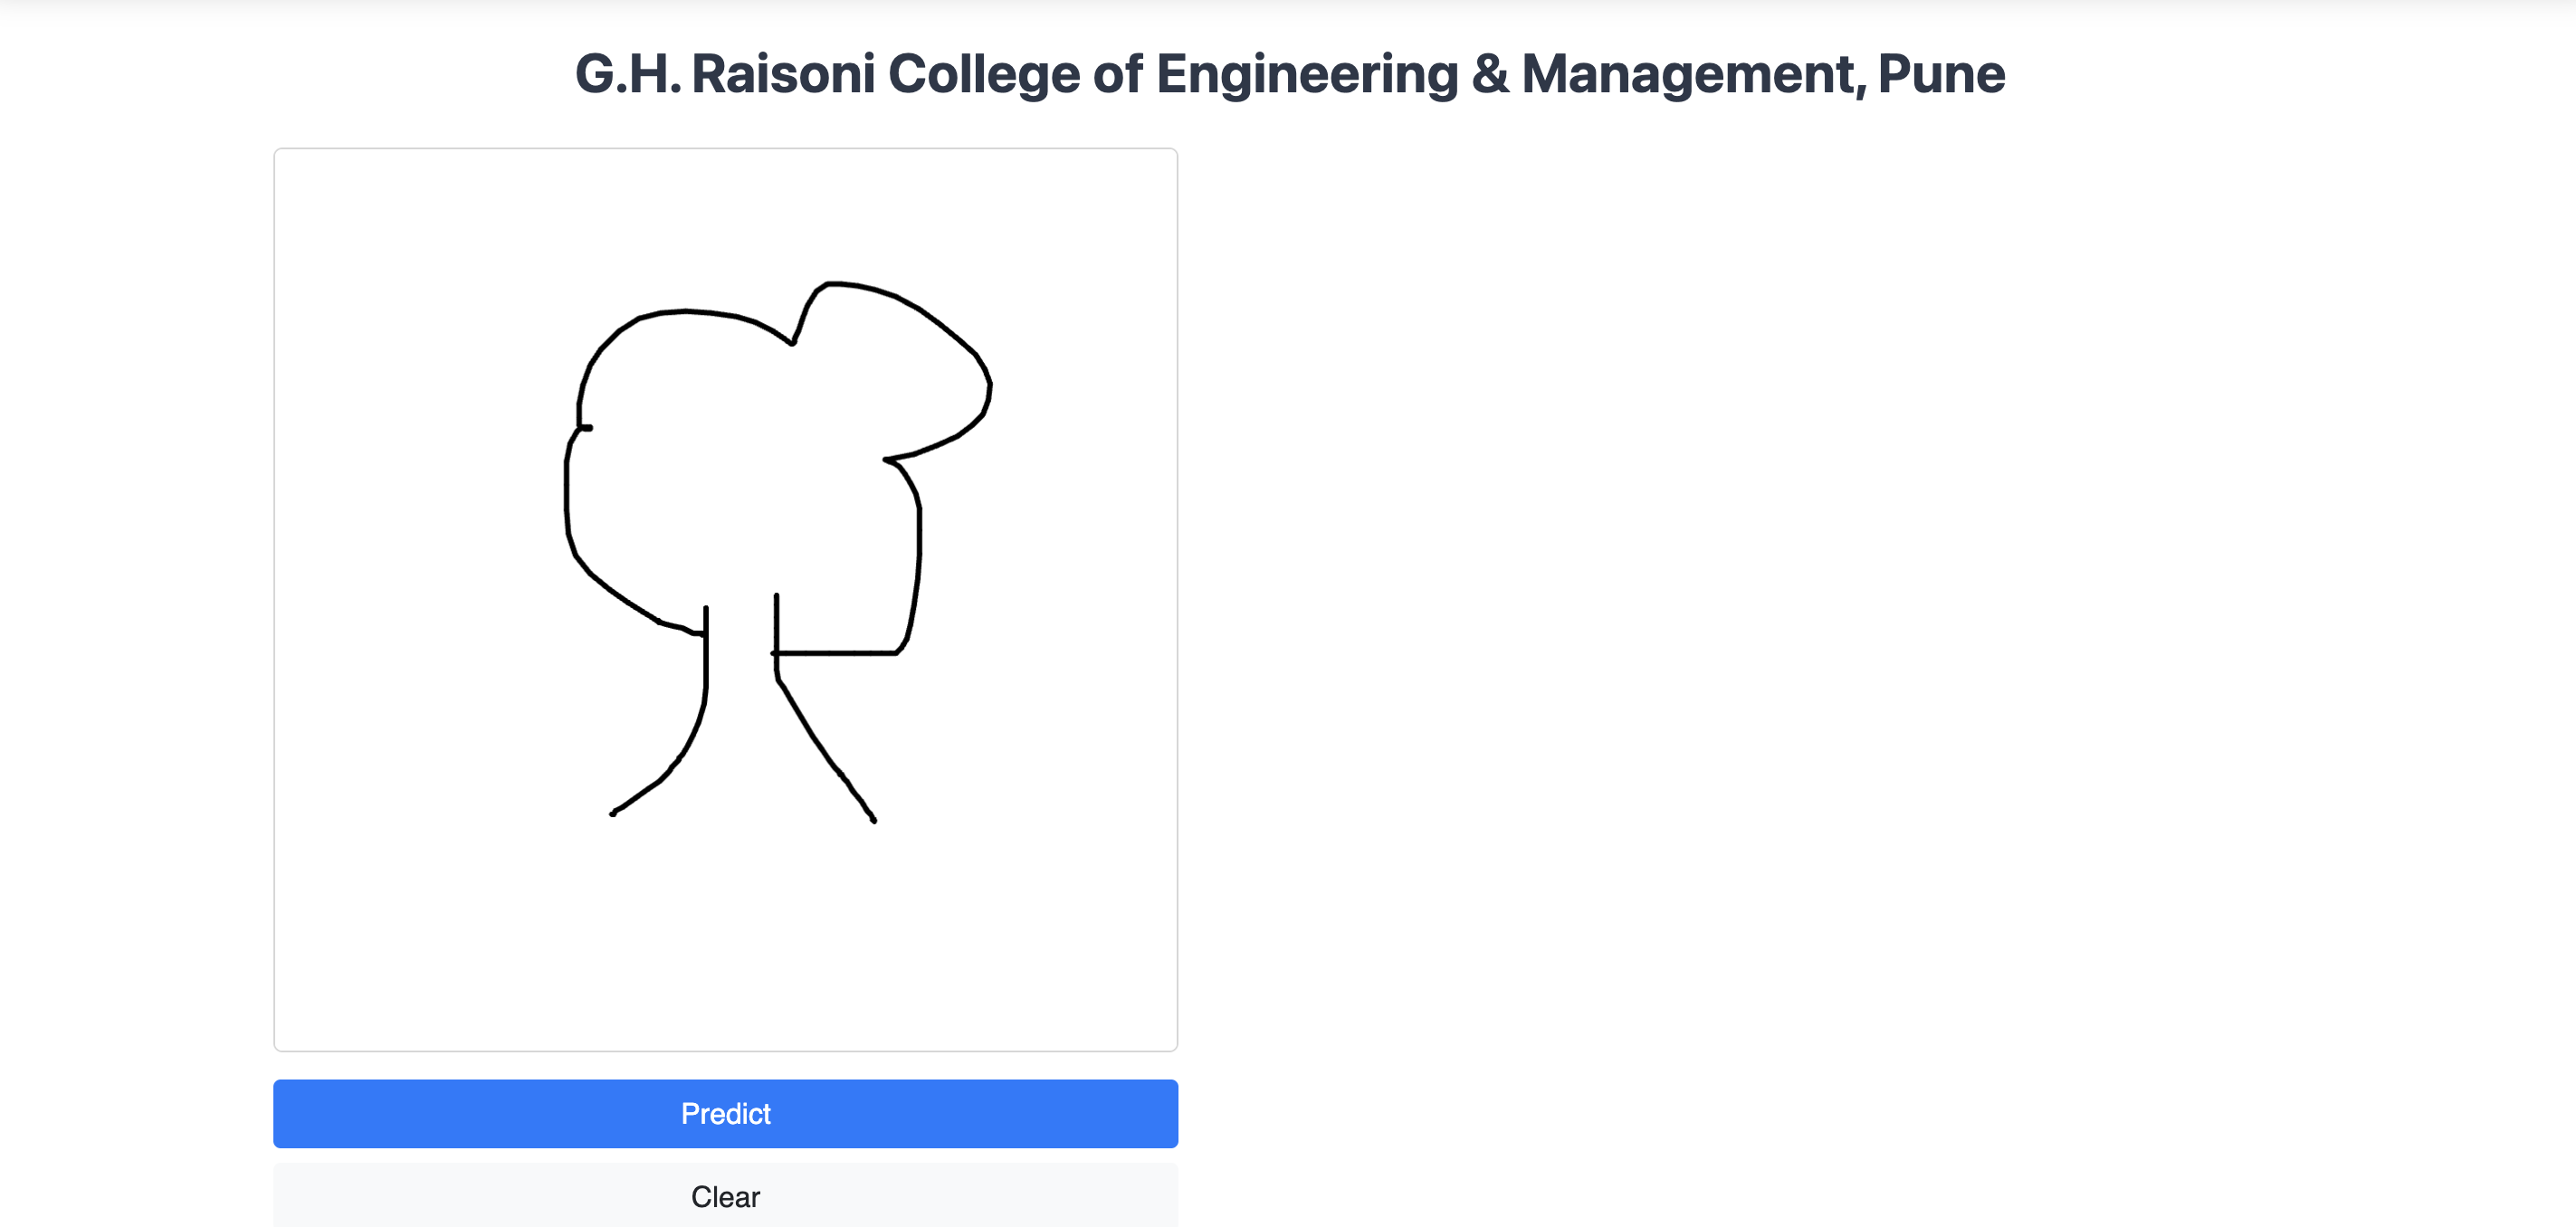 G.H. Raisoni College of Engineering & Management, Pune
Predict
Clear